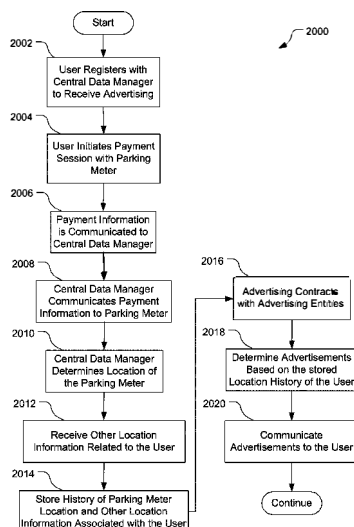 Start
2000
2002
User Registers with
Central Data Manager
to Receive Advertising
2004
User Initiates Payment
Session with Parking
Meter
2006
Payment Information
is Communicated to
Central Data Manager
2008
Central Data Manager
Communicates Payment
Information to Parking Meter
2010
Central Data Manager
Determines Location of
the Parking Meter
2012
Receive Other Location
Information Related to the User
2014
Store History of Parking Meter
Location and Other Location
Information Associated with the User
2016
Advertising Contracts
with Advertising Entities
2018
Determine Advertisements
Based on the stored
Location History of the User
2020
Communicate
Advertisements to the User
Continue